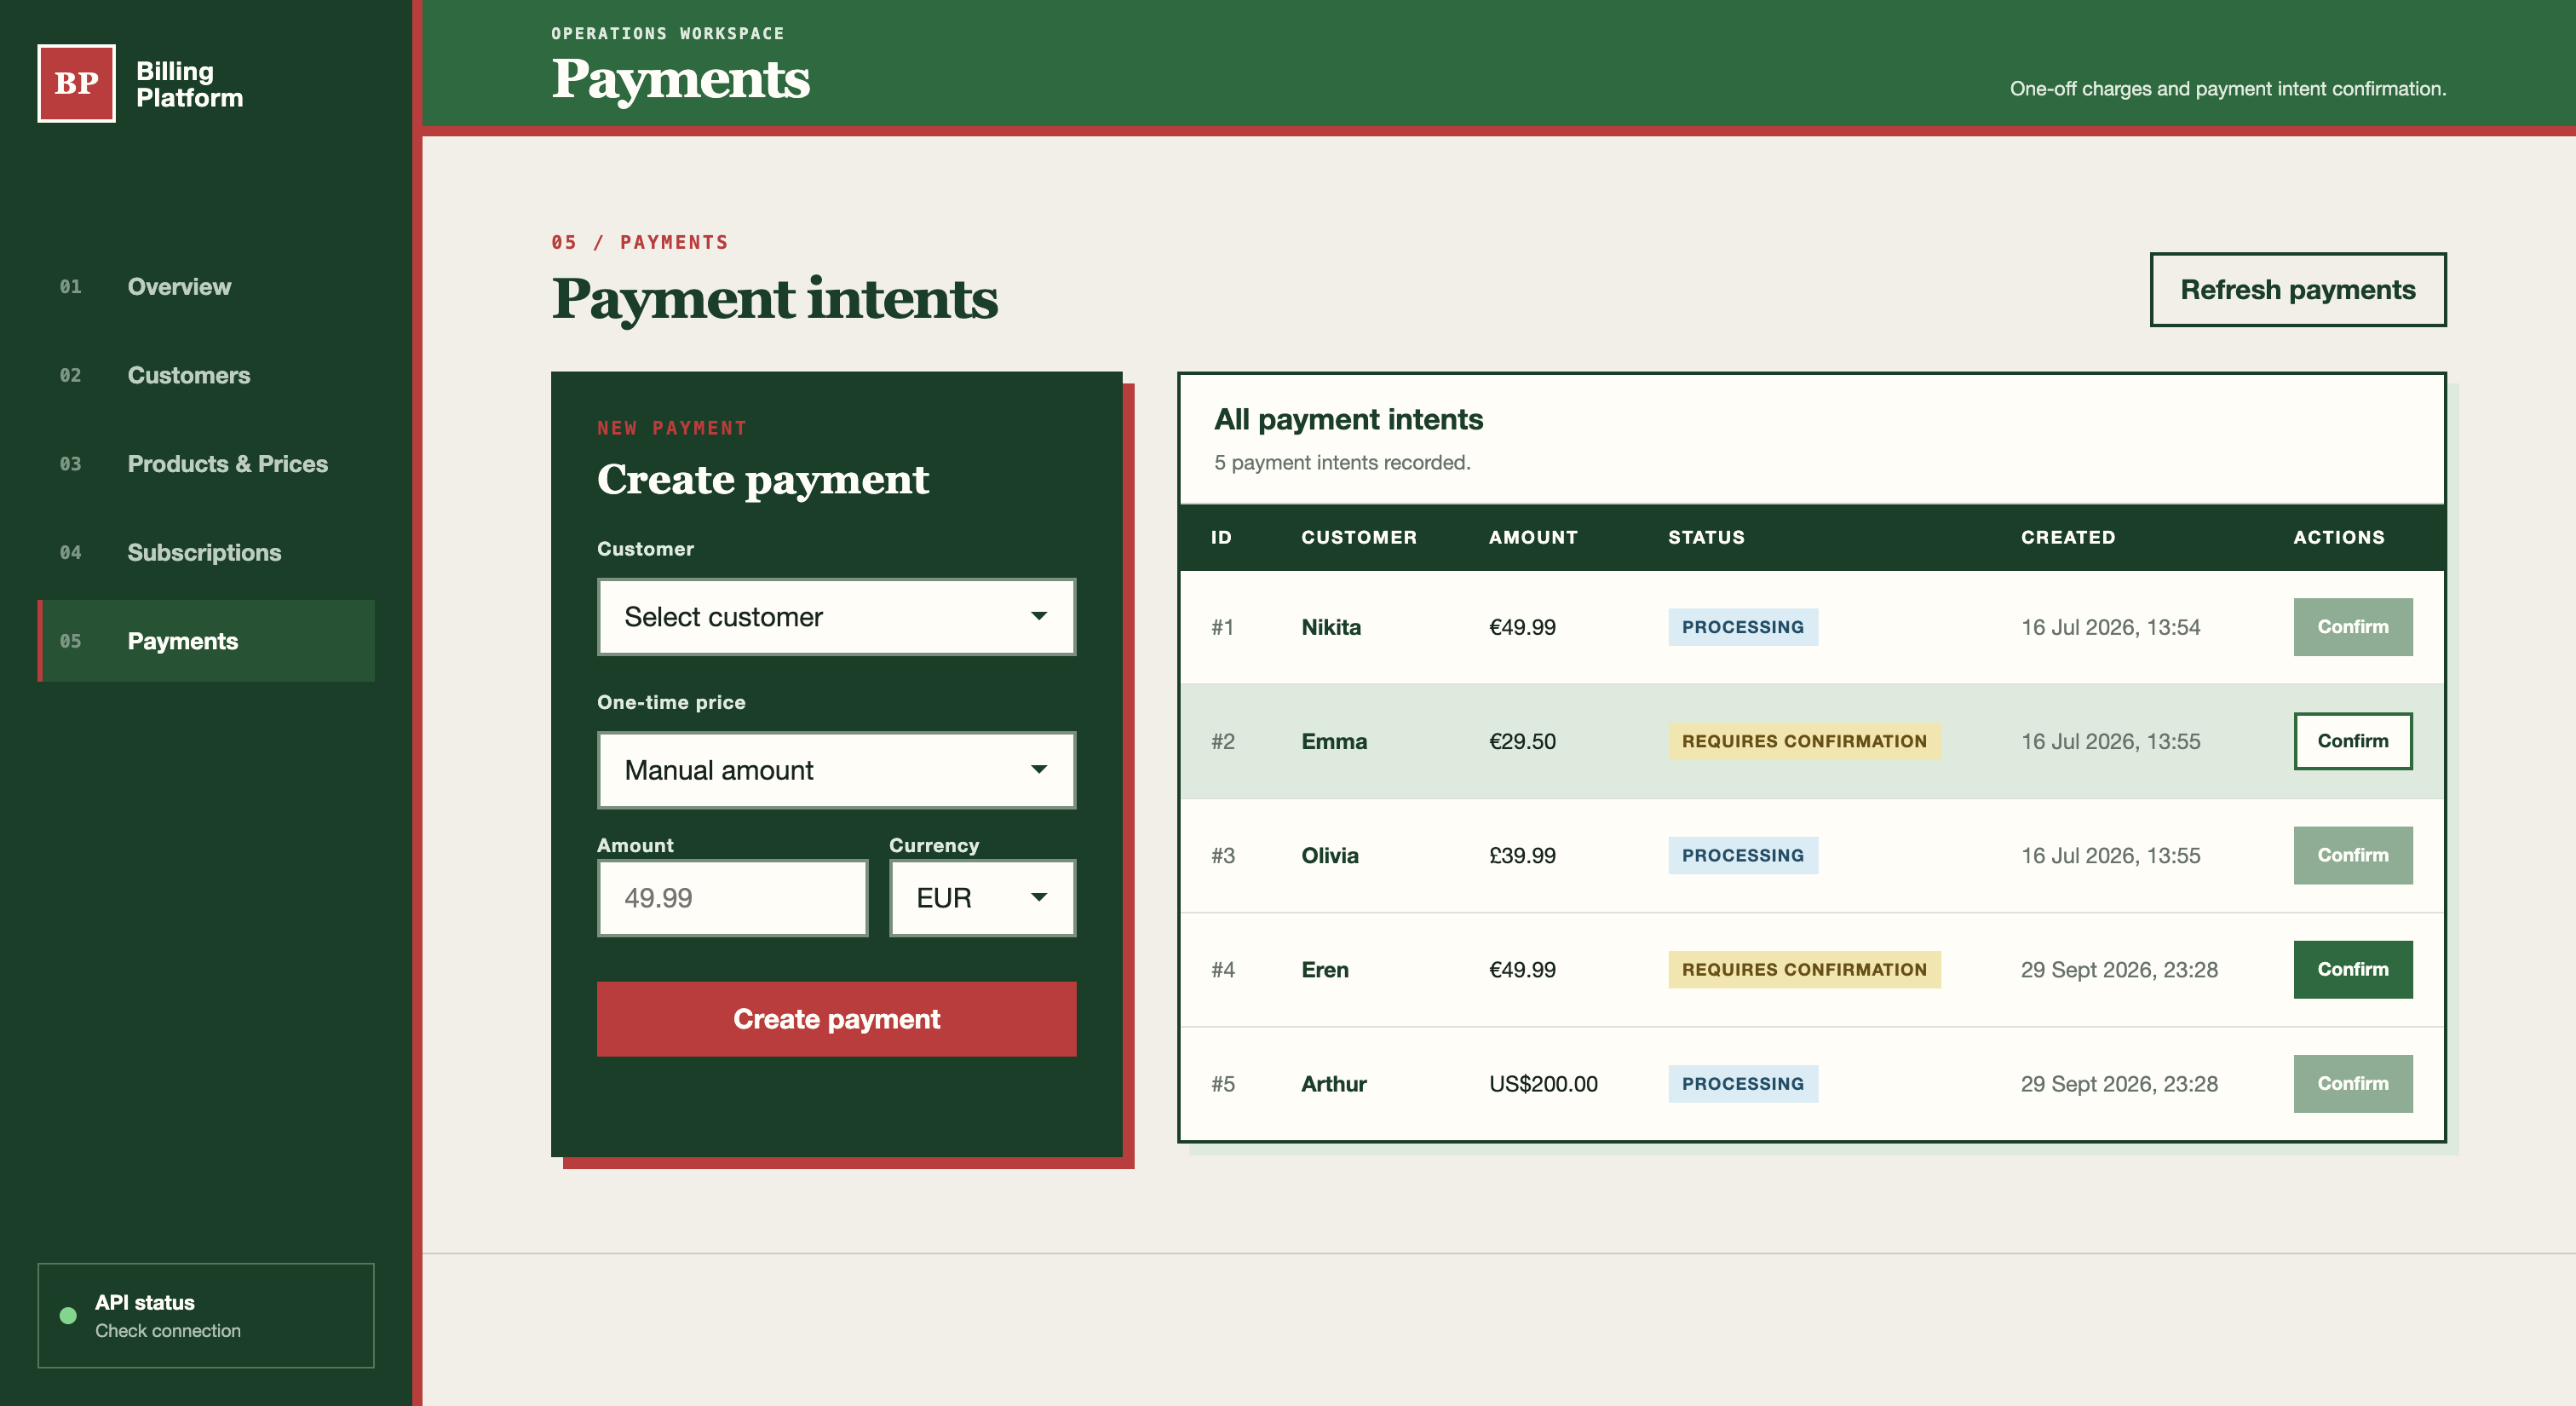 BP
Billing
Platform
01 Overview
02 Customers
03 Products & Prices
04 Subscriptions
05 Payments
API status
Check connection
OPERATIONS WORKSPACE
Payments
One-off charges and payment intent confirmation.
05 / PAYMENTS
Payment intents
Refresh payments
NEW PAYMENT
Create payment
Customer
Select customer
One-time price
Manual amount
Amount Currency
49.99 EUR
Create payment
All payment intents
5 payment intents recorded.
ID CUSTOMER AMOUNT STATUS CREATED ACTIONS
#1 Nikita €49.99 PROCESSING 16 Jul 2026, 13:54 Confirm
#2 Emma €29.50 REQUIRES CONFIRMATION 16 Jul 2026, 13:55 Confirm
#3 Olivia £39.99 PROCESSING 16 Jul 2026, 13:55 Confirm
#4 Eren €49.99 REQUIRES CONFIRMATION 29 Sept 2026, 23:28 Confirm
#5 Arthur US$200.00 PROCESSING 29 Sept 2026, 23:28 Confirm